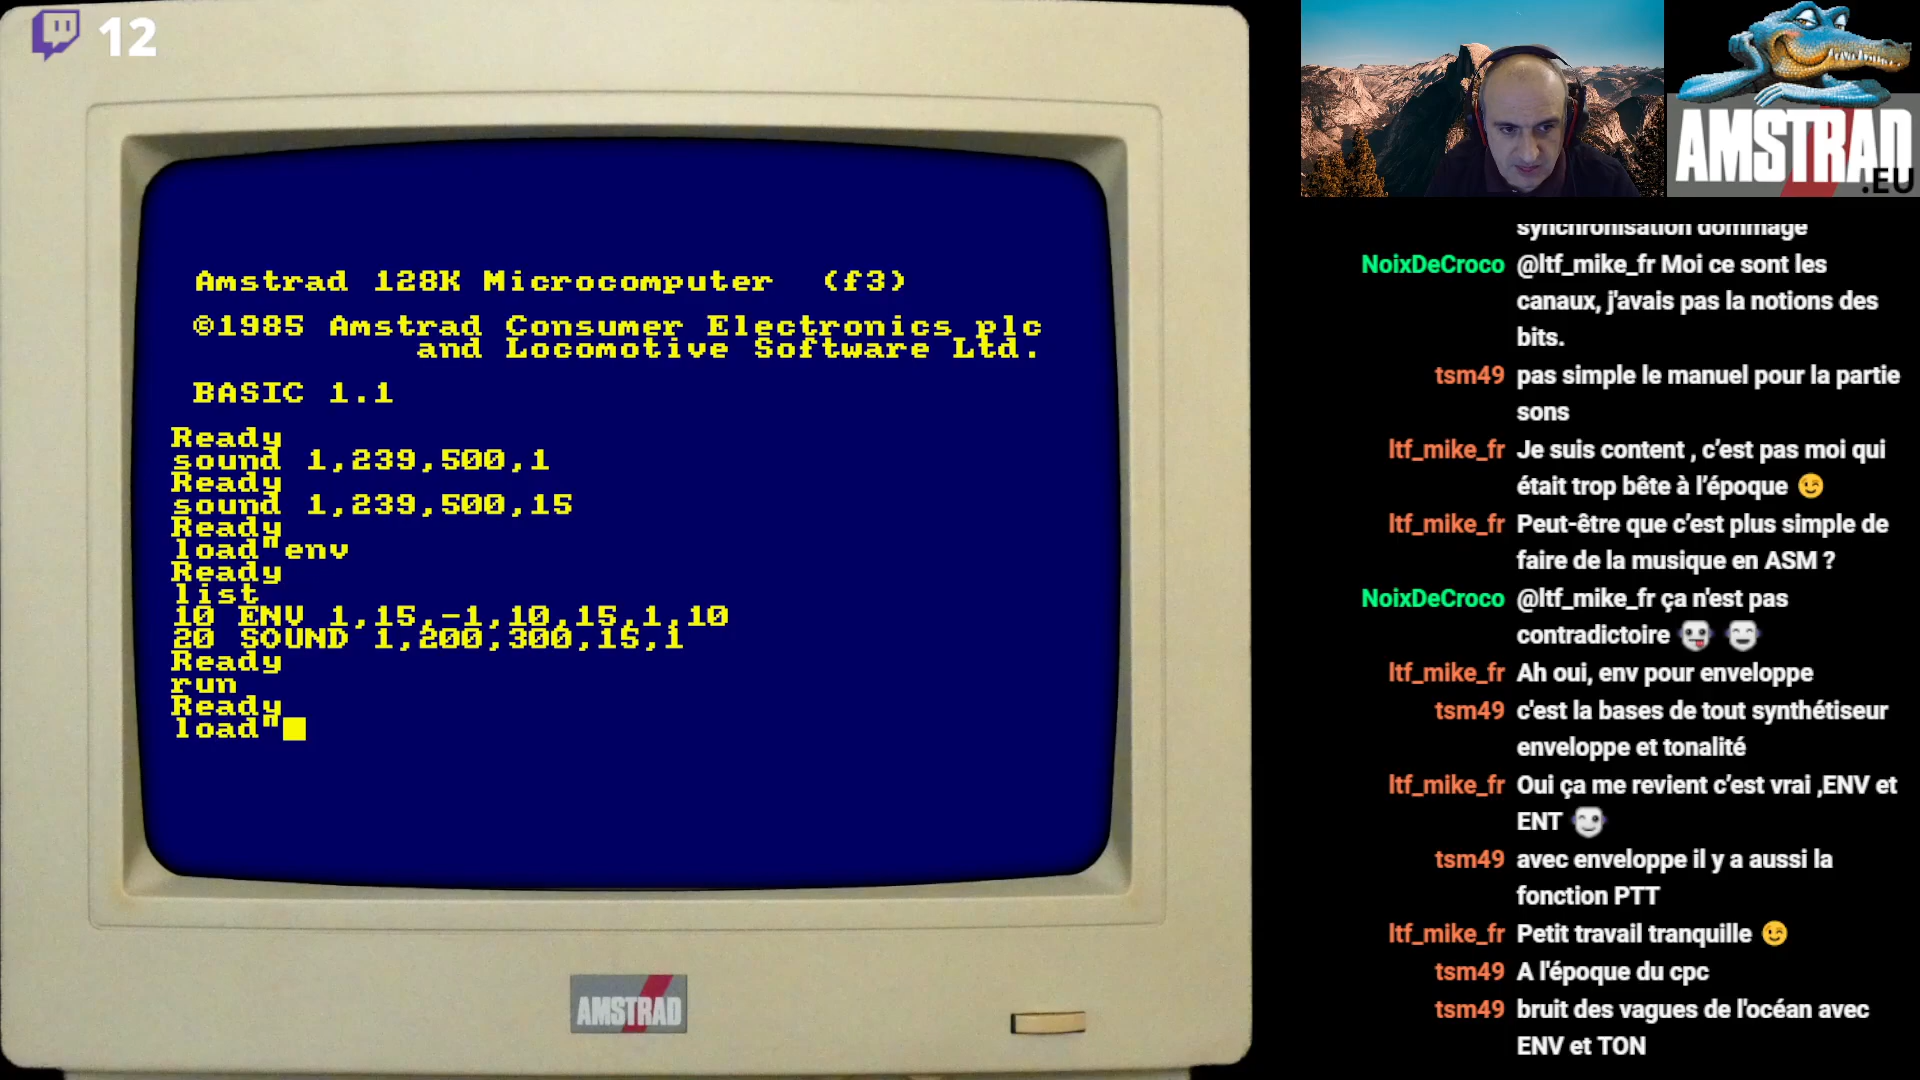 12
Amstrad 128K Microcomputer (f3)
©1985 Amstrad Consumer Electronics plc
and Locomotive Software Ltd.
BASIC 1.1
Ready
sound 1,239,500,1
Ready
sound 1,239,500,15
Ready
load"env
Ready
list
10 ENV 1,15,-1,10,15,1,10
20 SOUND 1,200,300,15,1
Ready
run
Ready
load"
AMSTRAD
AMSTRAD
.EU
synchronisation dommage
NoixDeCroco @ltf_mike_fr Moi ce sont les
canaux, j'avais pas la notions des
bits.
tsm49 pas simple le manuel pour la partie
sons
ltf_mike_fr Je suis content , c’est pas moi qui
était trop bête à l’époque
ltf_mike_fr Peut-être que c’est plus simple de
faire de la musique en ASM ?
NoixDeCroco @ltf_mike_fr ça n'est pas
contradictoire
ltf_mike_fr Ah oui, env pour enveloppe
tsm49 c'est la bases de tout synthétiseur
enveloppe et tonalité
ltf_mike_fr Oui ça me revient c’est vrai ,ENV et
ENT
tsm49 avec enveloppe il y a aussi la
fonction PTT
ltf_mike_fr Petit travail tranquille
tsm49 A l'époque du cpc
tsm49 bruit des vagues de l'océan avec
ENV et TON